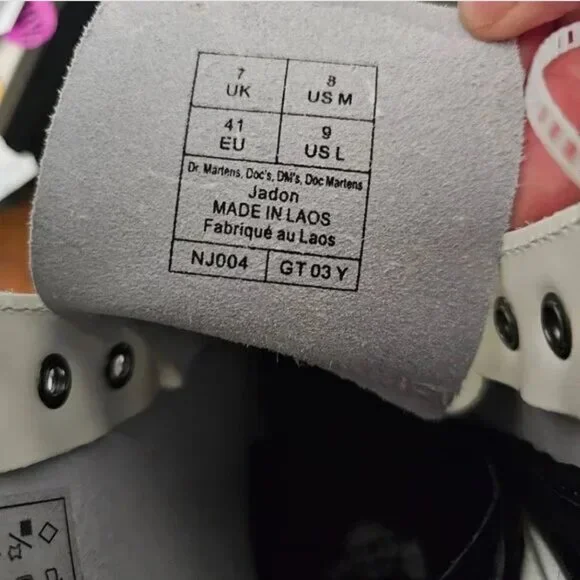 7 8
UK US M
41 9
EU US L
Dr. Martens, Doc's, DM's, Doc Martens
Jadon
MADE IN LAOS
Fabriqué au Laos
NJ004 GT 03 Y